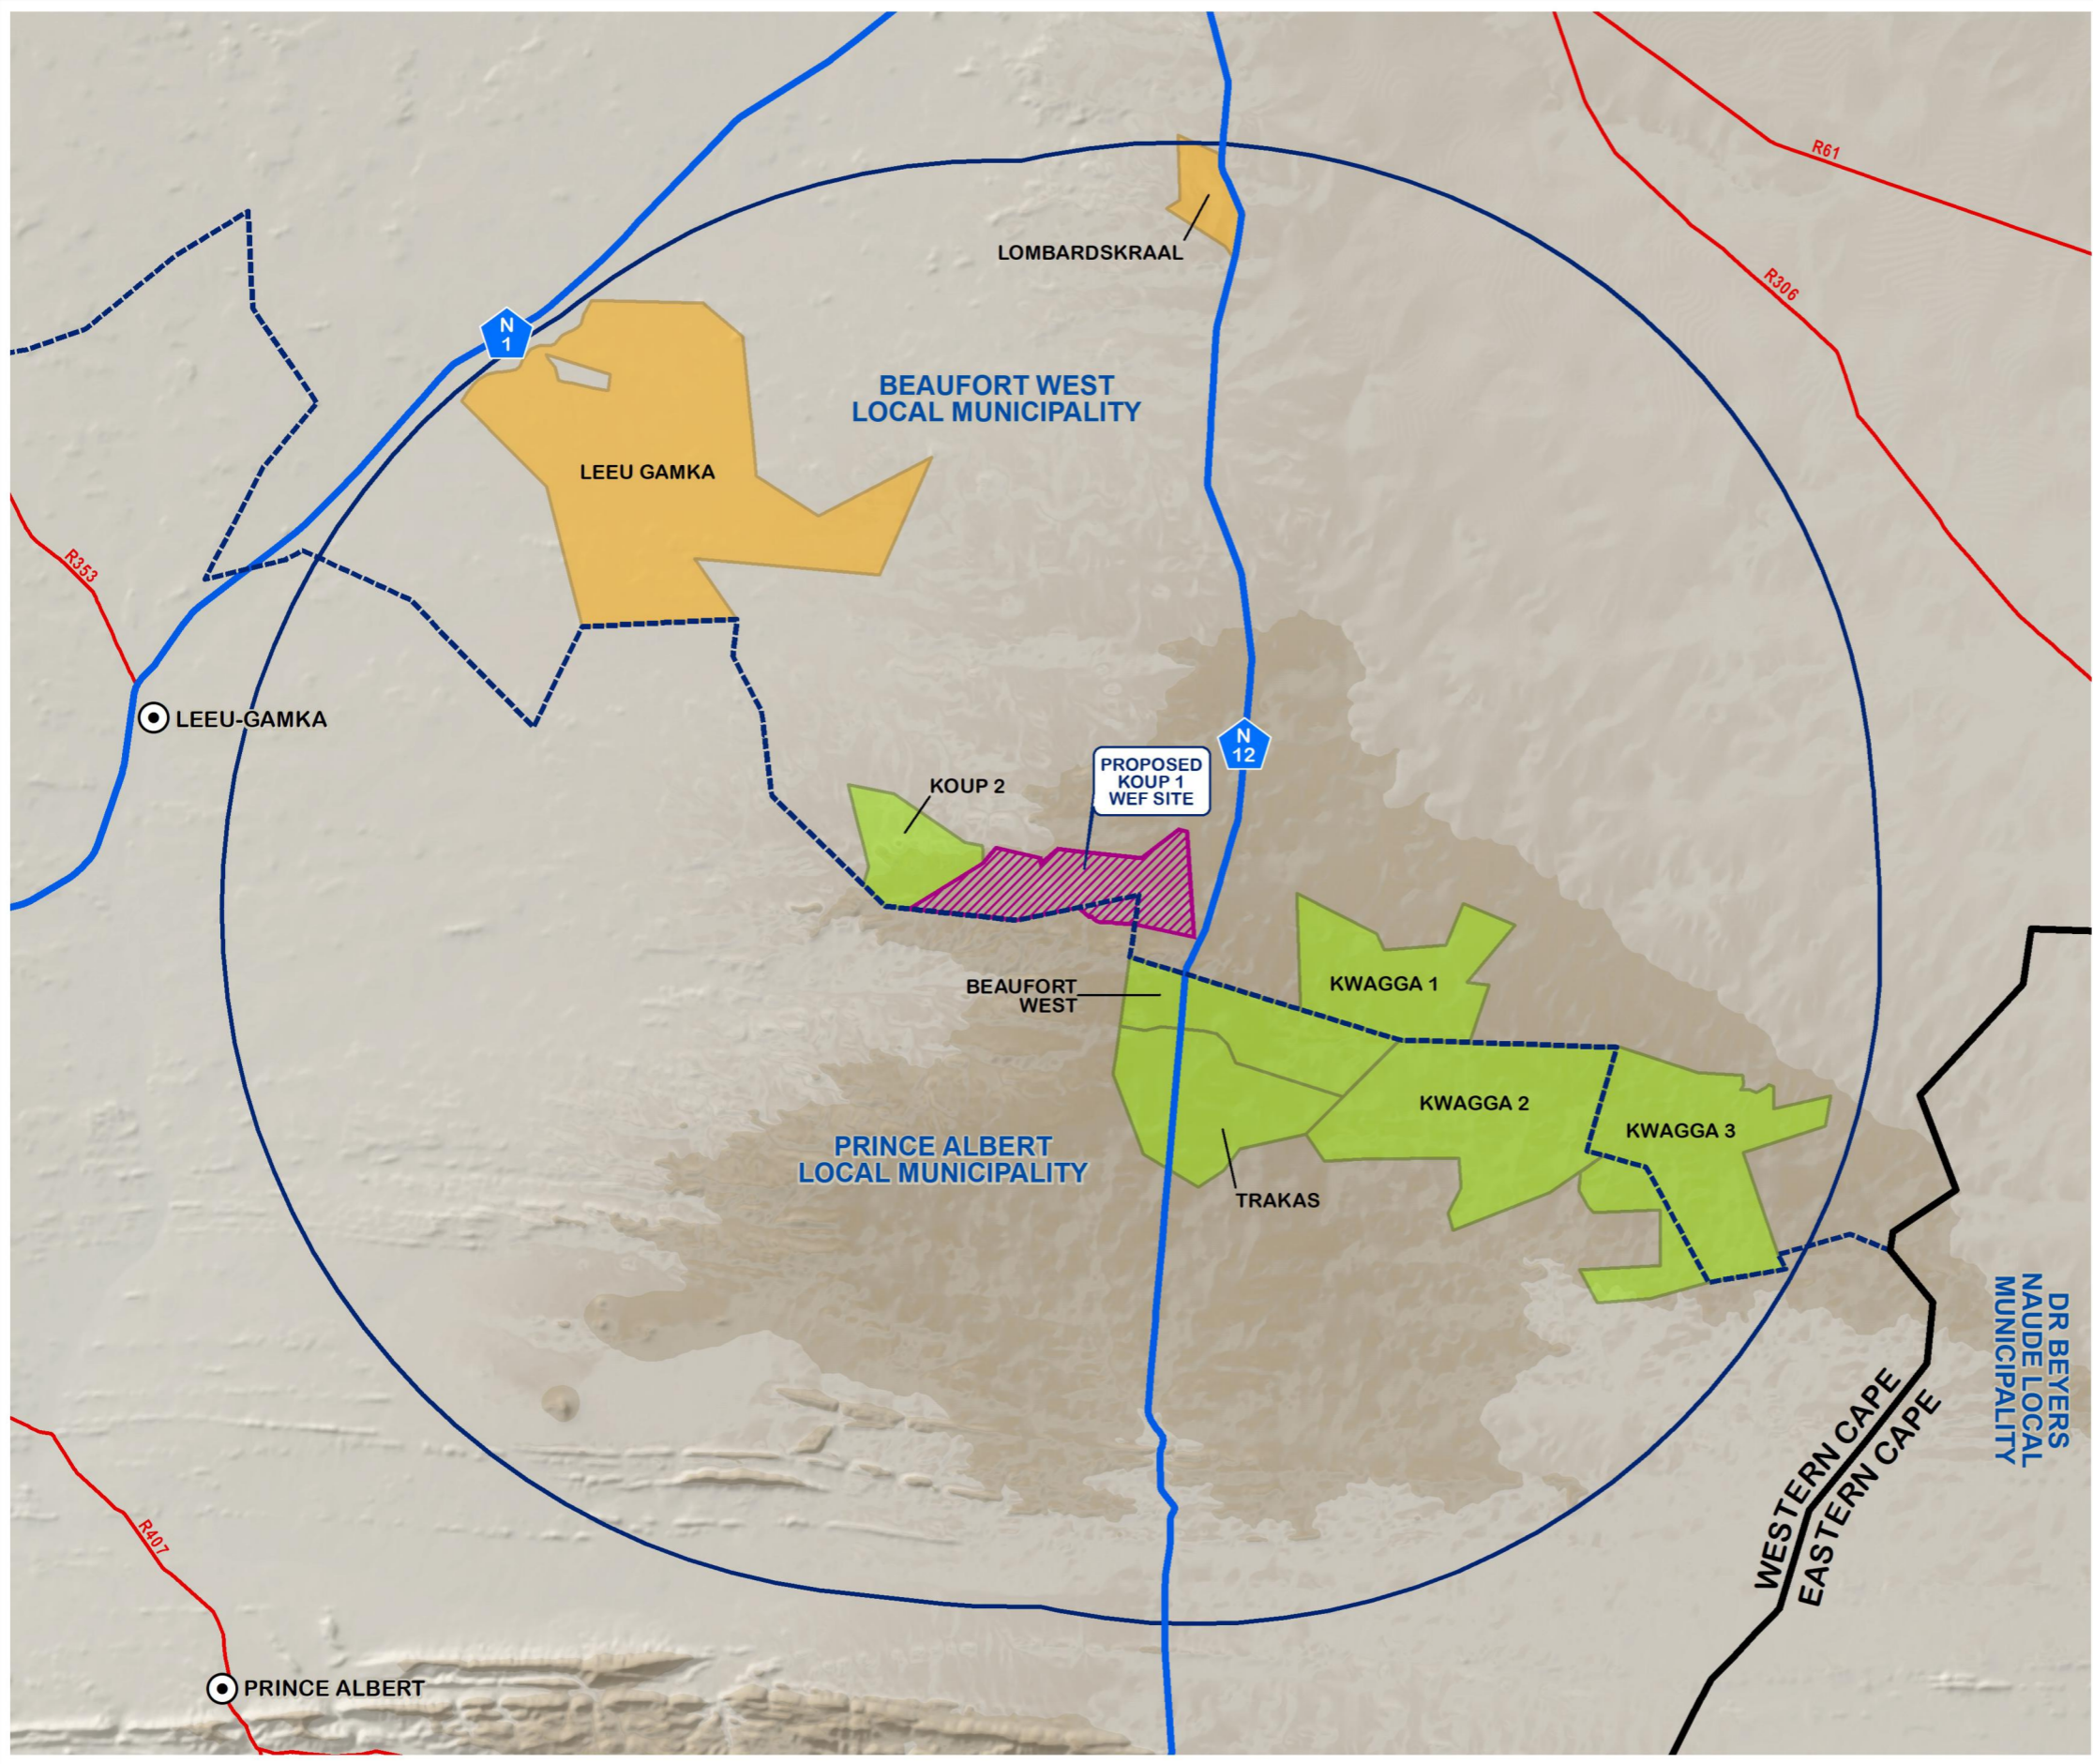 R61
R306
LOMBARDSKRAAL
N
1
BEAUFORT WEST
LOCAL MUNICIPALITY
LEEU GAMKA
R353
LEEU-GAMKA
N
12
PROPOSED
KOUP 1
WEF SITE
KOUP 2
BEAUFORT
WEST
KWAGGA 1
KWAGGA 2
KWAGGA 3
PRINCE ALBERT
LOCAL MUNICIPALITY
TRAKAS
DR BEYERS
NAUDE LOCAL
MUNICIPALITY
WESTERN CAPE
EASTERN CAPE
R407
PRINCE ALBERT